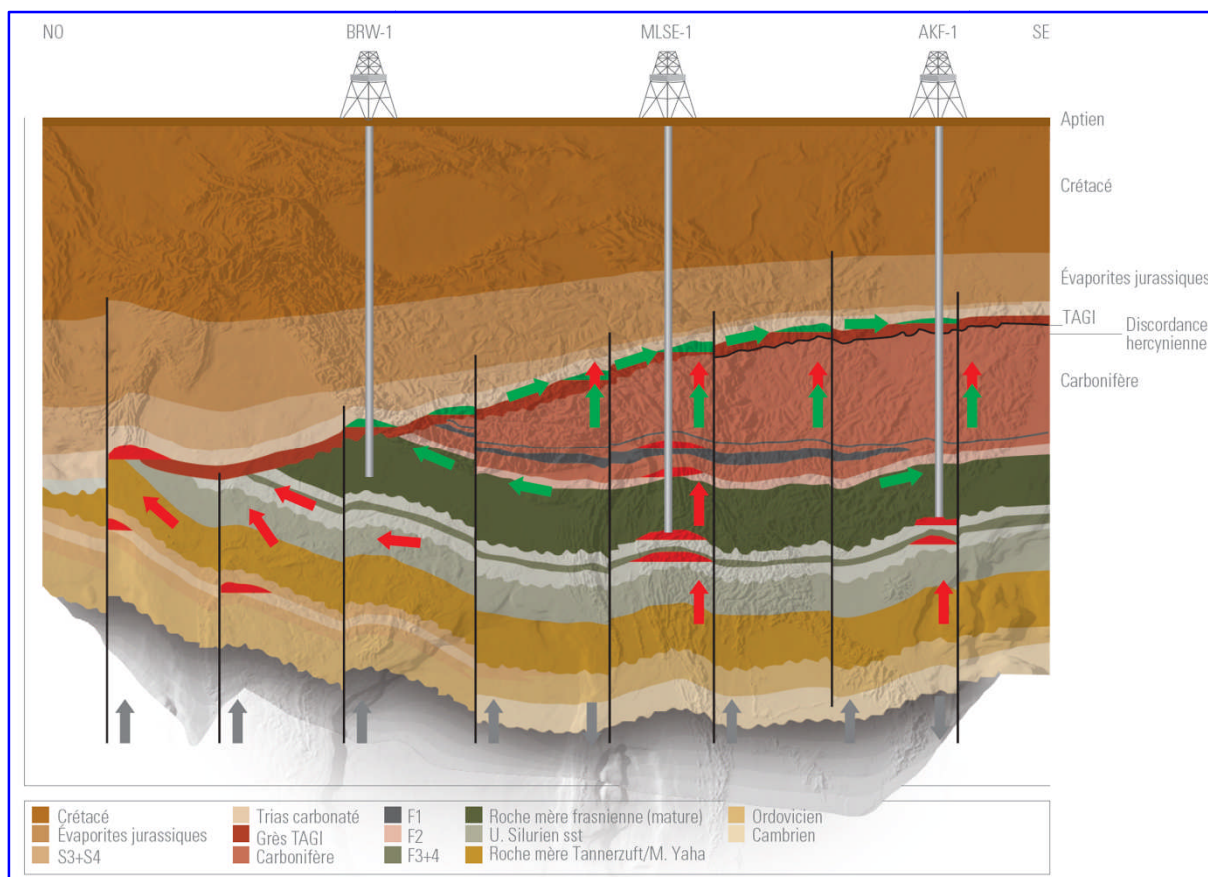 NO
BRW-1
MLSE-1
AKF-1
SE
Aptien
Crétacé
Évaporites jurassiques
TAGI
Discordance
hercynienne
Carbonifère
Crétacé
Évaporites jurassiques
S3+S4
Trias carbonaté
Grès TAGI
Carbonifère
F1
F2
F3+4
Roche mère frasnienne (mature)
U. Silurien sst
Roche mère Tannerzuft/M. Yaha
Ordovicien
Cambrien